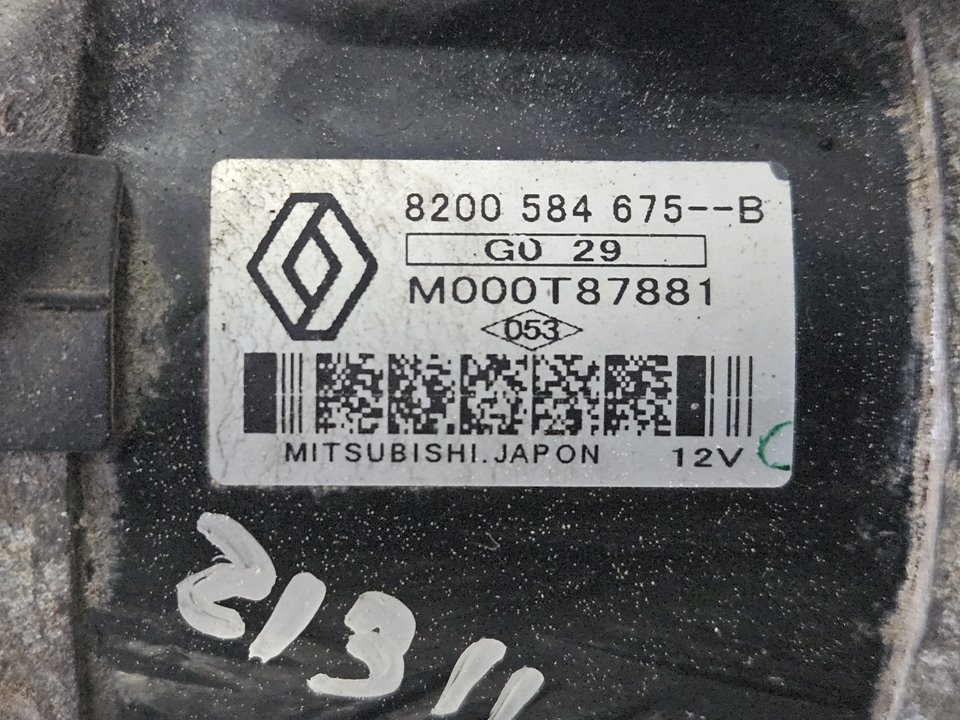 8200 584 675--B
G0 29
M000T87881
053
MITSUBISHI.JAPON 12V
C
21311